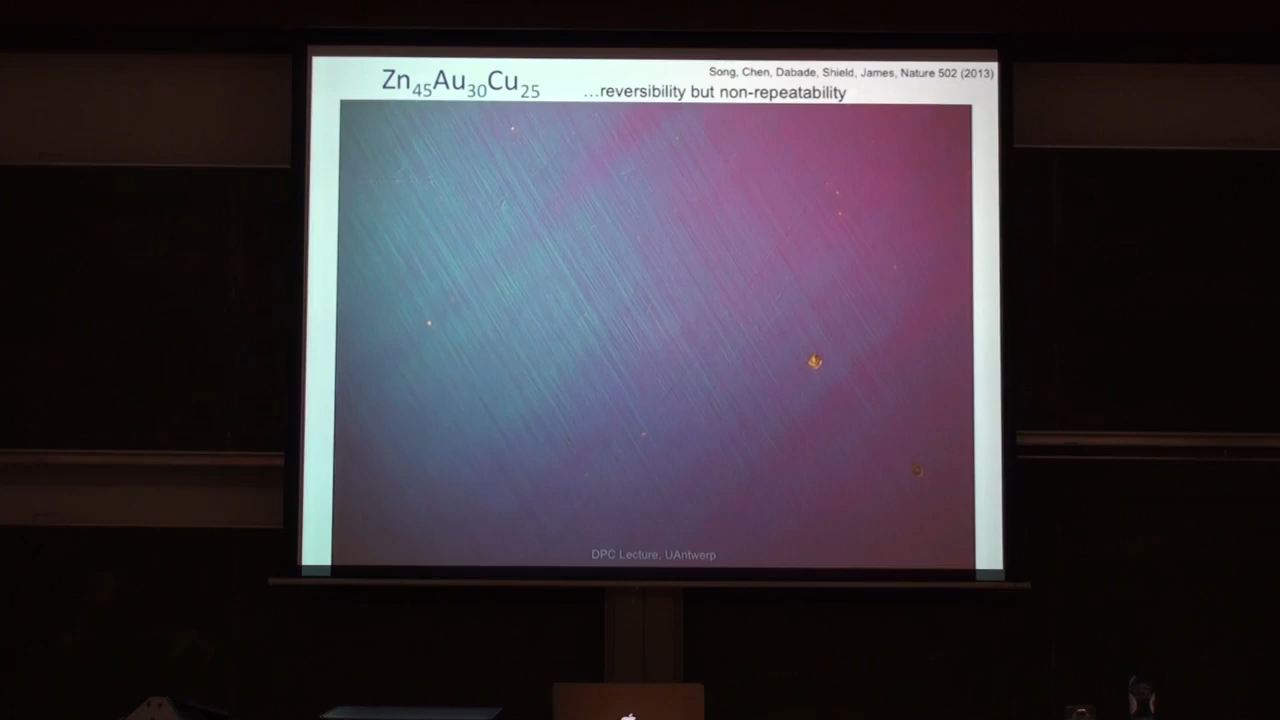 Song, Chen, Dabade, Shield, James, Nature 502 (2013)
Zn45Au30Cu25
...reversibility but non-repeatability
DPC Lecture, UAntwerp